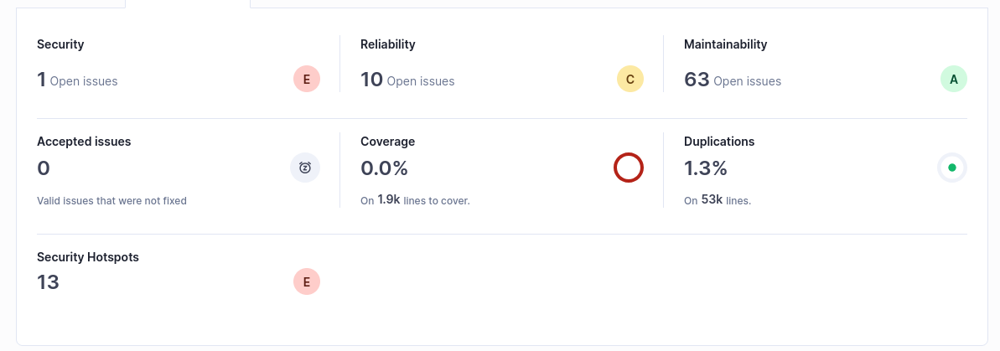 Security
1 Open issues
E
Reliability
10 Open issues
C
Maintainability
63 Open issues
A
Accepted issues
0
Valid issues that were not fixed
Coverage
0.0%
On 1.9k lines to cover.
Duplications
1.3%
On 53k lines.
Security Hotspots
13
E